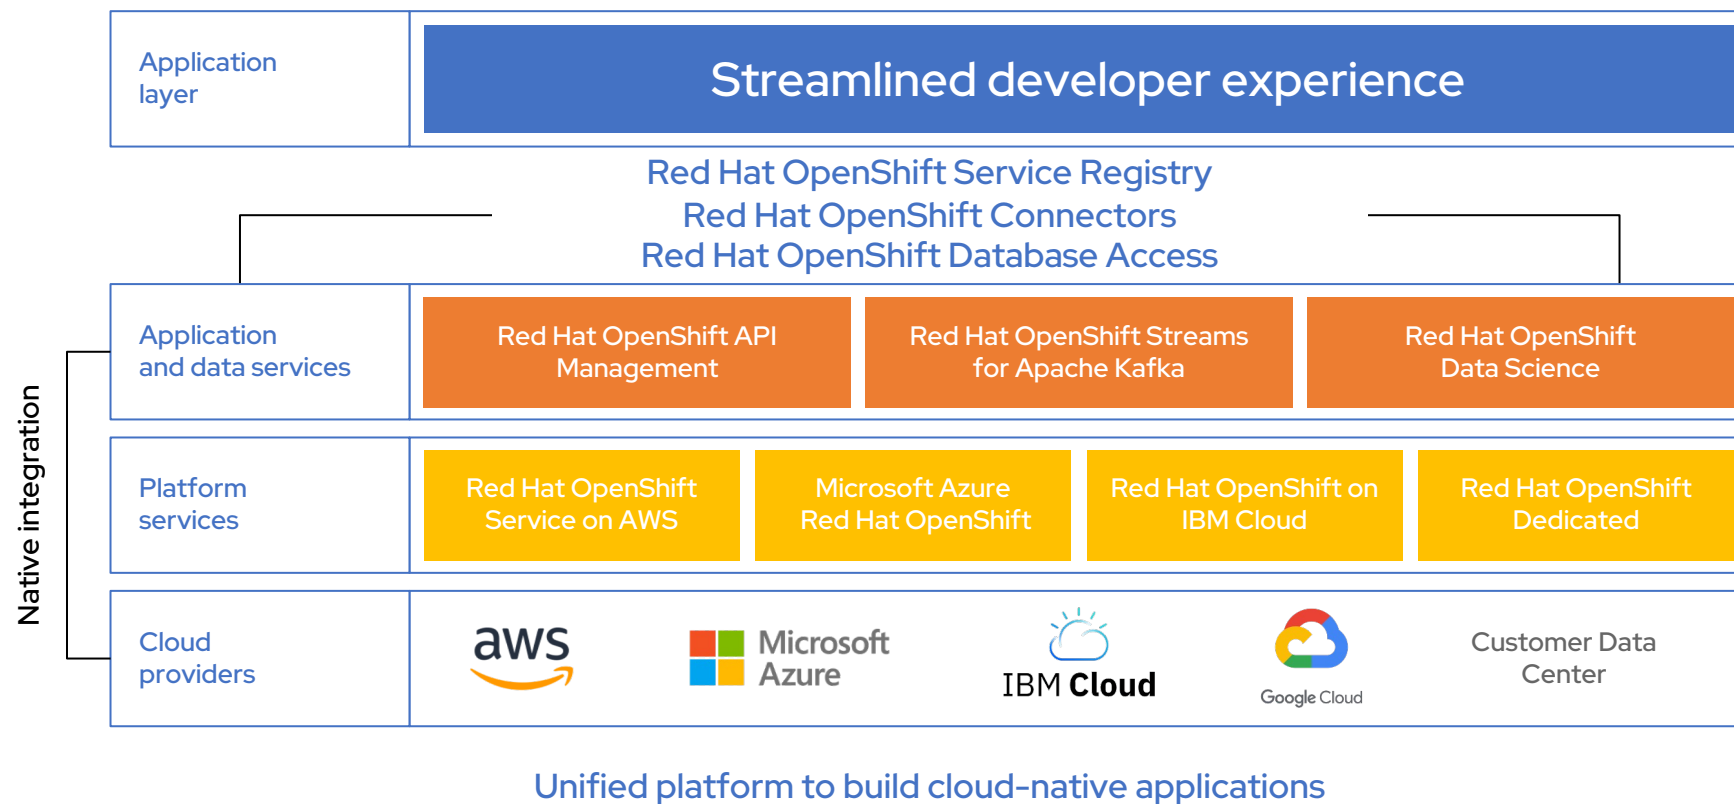 Application
layer
Streamlined developer experience
Red Hat OpenShift Service Registry
Red Hat OpenShift Connectors
Red Hat OpenShift Database Access
Native integration
Application
and data services
Red Hat OpenShift API
Management
Red Hat OpenShift Streams
for Apache Kafka
Red Hat OpenShift
Data Science
Platform
services
Red Hat OpenShift
Service on AWS
Microsoft Azure
Red Hat OpenShift
Red Hat OpenShift on
IBM Cloud
Red Hat OpenShift
Dedicated
Cloud
providers
aws
Microsoft
Azure
IBM Cloud
Google Cloud
Customer Data
Center
Unified platform to build cloud-native applications